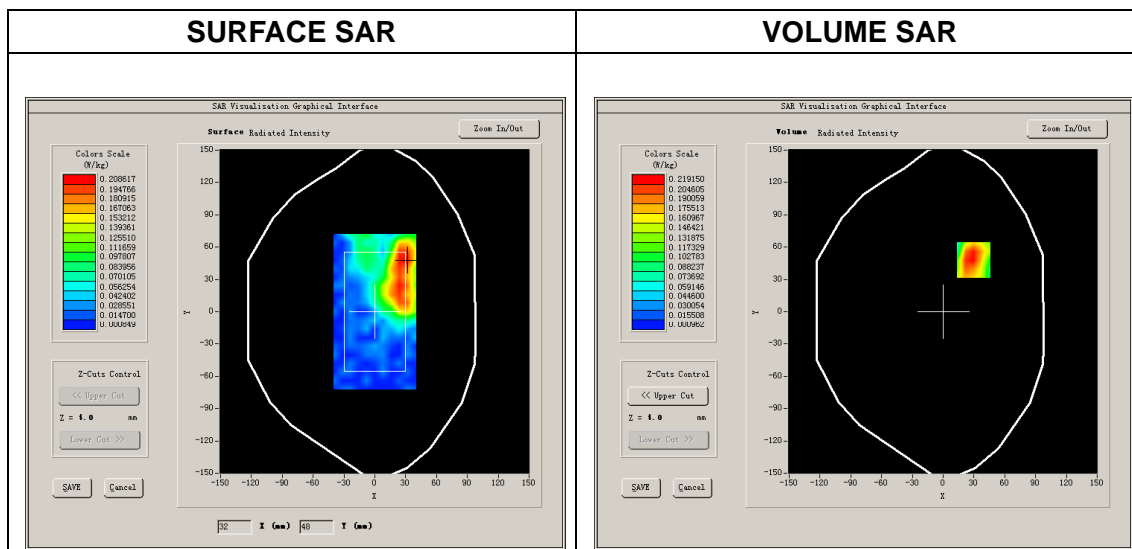 SURFACE SAR
VOLUME SAR
SAR Visualisation Graphical Interface
Surface Radiated Intensity
Zoom In/Out
Colors Scale
(W/kg)
0.208617
0.194766
0.180915
0.167063
0.153212
0.139361
0.125510
0.111659
0.097807
0.083956
0.070105
0.056254
0.042402
0.028551
0.014700
0.000849
Z-Cuts Control
<< Upper Cut
Z = 4.0 mm
Lower Cut >>
SAVE Cancel
150
120
90
60
30
0
-30
-60
-90
-120
-150
Y
-150 -120 -90 -60 -30 0 30 60 90 120 150
X
32 X (mm) 48 Y (mm)
SAR Visualisation Graphical Interface
Volume Radiated Intensity
Zoom In/Out
Colors Scale
(W/kg)
0.219150
0.204605
0.190059
0.175513
0.160967
0.146421
0.131875
0.117329
0.102783
0.088237
0.073692
0.059146
0.044600
0.030054
0.015508
0.000962
Z-Cuts Control
<< Upper Cut
Z = 4.0 mm
Lower Cut >>
SAVE Cancel
150
120
90
60
30
0
-30
-60
-90
-120
-150
Y
-150 -120 -90 -60 -30 0 30 60 90 120 150
X